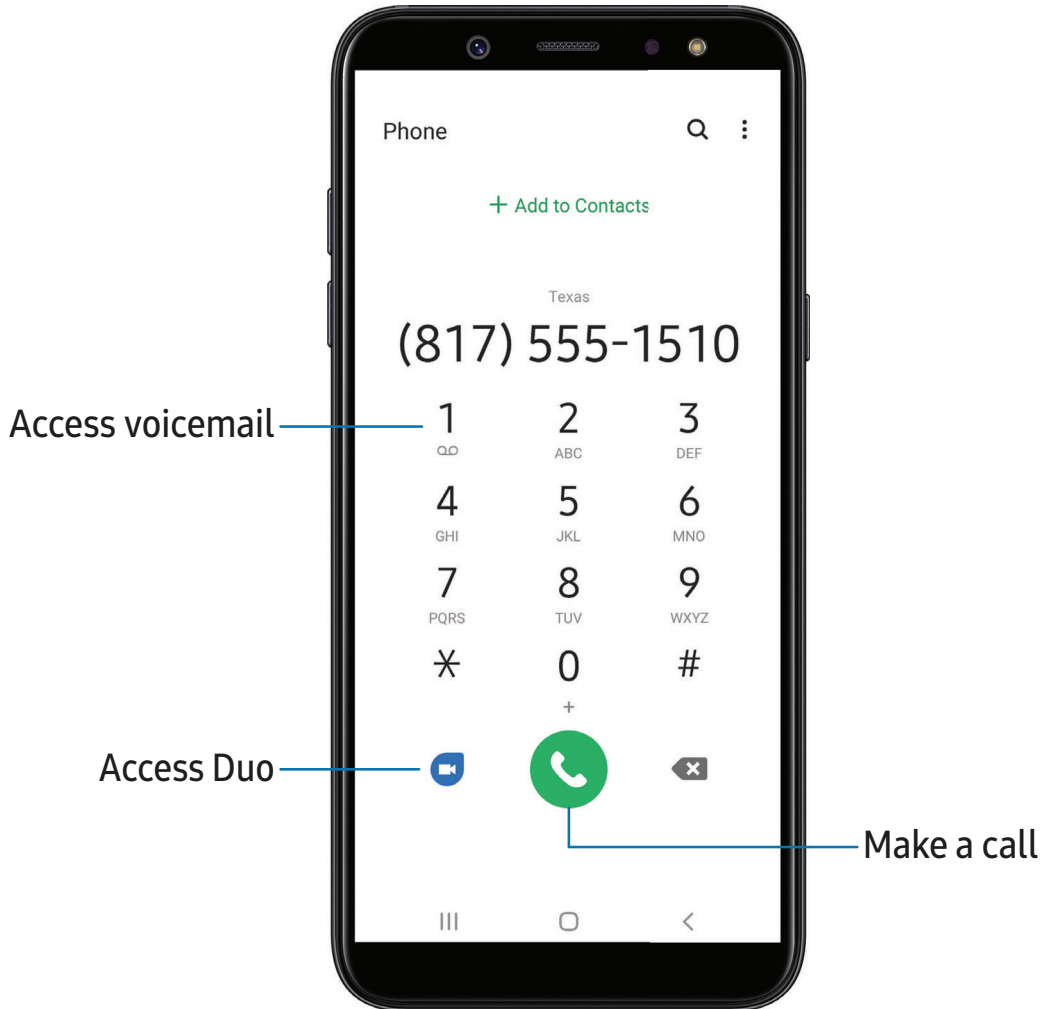 Phone
+ Add to Contacts
Texas
(817) 555-1510
Access voicemail
1 2 3
ABC DEF
4 5 6
GHI JKL MNO
7 8 9
PQRS TUV WXYZ
* 0 #
+
Access Duo
Make a call